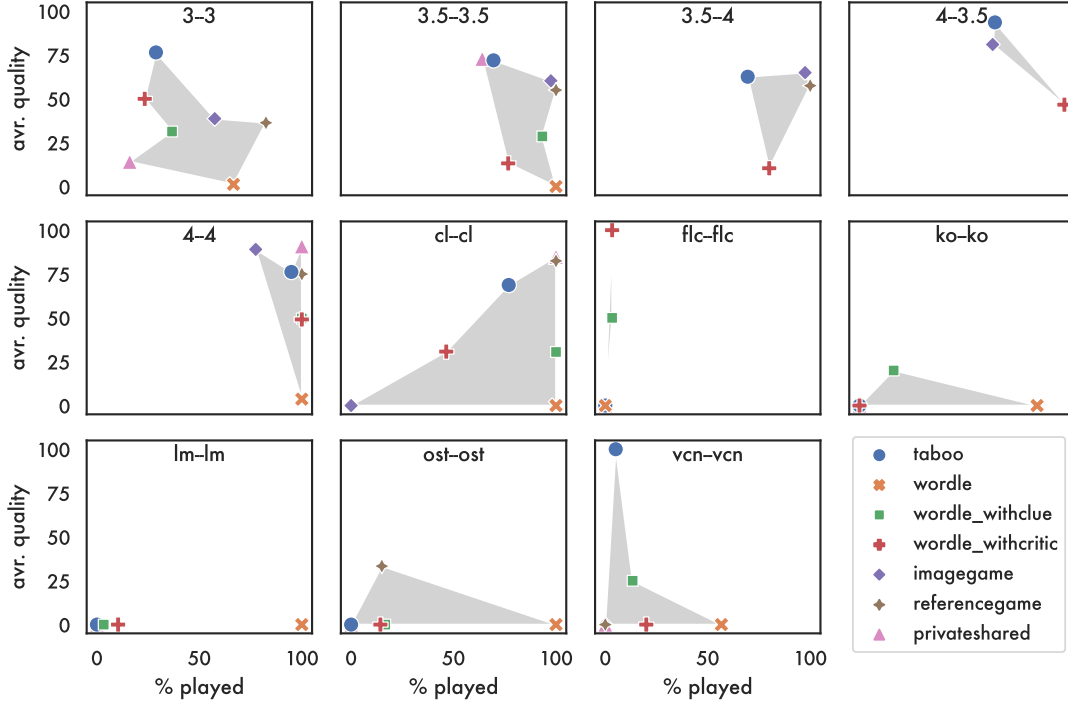 3–3
3.5–3.5
3.5–4
4–3.5
avr. quality
100
75
50
25
0
4–4
cl–cl
flc–flc
ko–ko
avr. quality
100
75
50
25
0
lm–lm
ost–ost
vcn–vcn
avr. quality
100
75
50
25
0
0 50 100
% played
0 50 100
% played
0 50 100
% played
taboo
wordle
wordle_withclue
wordle_withcritic
imagegame
referencegame
privateshared